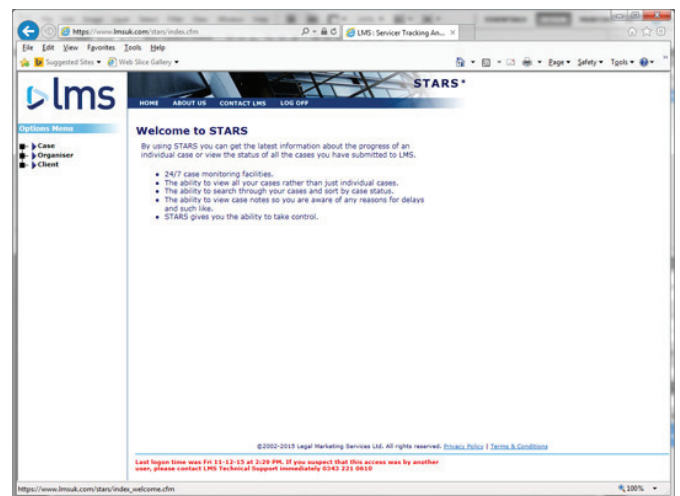 https://www.lmsuk.com/stars/index.cfm
LMS : Servicer Tracking An...
File Edit View Favorites Tools Help
Suggested Sites Web Slice Gallery
Page Safety Tools
lms
STARS
HOME ABOUT US CONTACT LMS LOG OFF
Options Menu
Case
Organiser
Client
Welcome to STARS
By using STARS you can get the latest information about the progress of an
individual case or view the status of all the cases you have submitted to LMS.
24/7 case monitoring facilities.
The ability to view all your cases rather than just individual cases.
The ability to search through your cases and sort by case status.
The ability to view case notes so you are aware of any reasons for delays
and such like.
STARS gives you the ability to take control.
©2002-2015 Legal Marketing Services Ltd. All rights reserved. Privacy Policy | Terms & Conditions
Last logon time was Fri 11-12-15 at 2:29 PM. If you suspect that this access was by another
user, please contact LMS Technical Support immediately 0343 221 0610
https://www.lmsuk.com/stars/index_welcome.cfm
100%